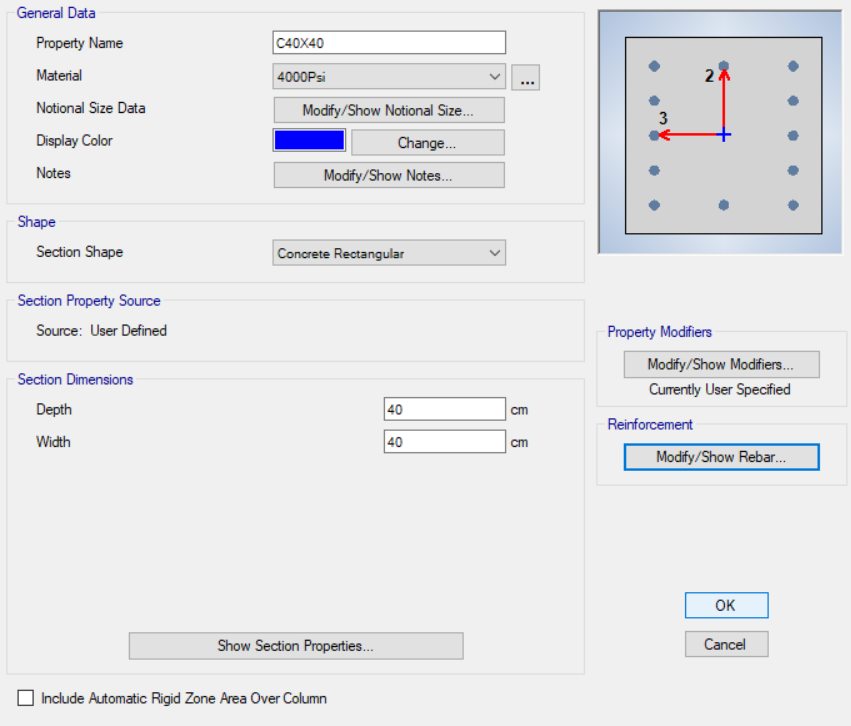 General Data
Property Name C40X40
Material 4000Psi ...
Notional Size Data Modify/Show Notional Size...
Display Color Change...
Notes Modify/Show Notes...
2
3
Shape
Section Shape Concrete Rectangular
Section Property Source
Source: User Defined
Property Modifiers
Modify/Show Modifiers...
Currently User Specified
Section Dimensions
Depth 40 cm
Width 40 cm
Reinforcement
Modify/Show Rebar...
Show Section Properties...
OK
Cancel
Include Automatic Rigid Zone Area Over Column